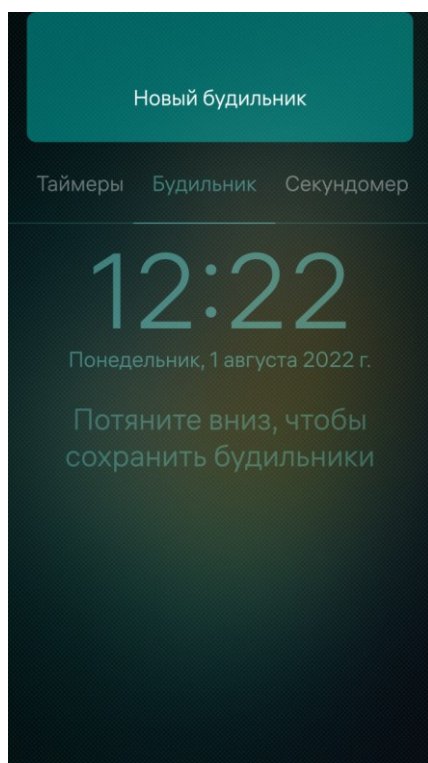 Новый будильник
Таймеры Будильник Секундомер
12:22
Понедельник, 1 августа 2022 г.
Потяните вниз, чтобы
сохранить будильники